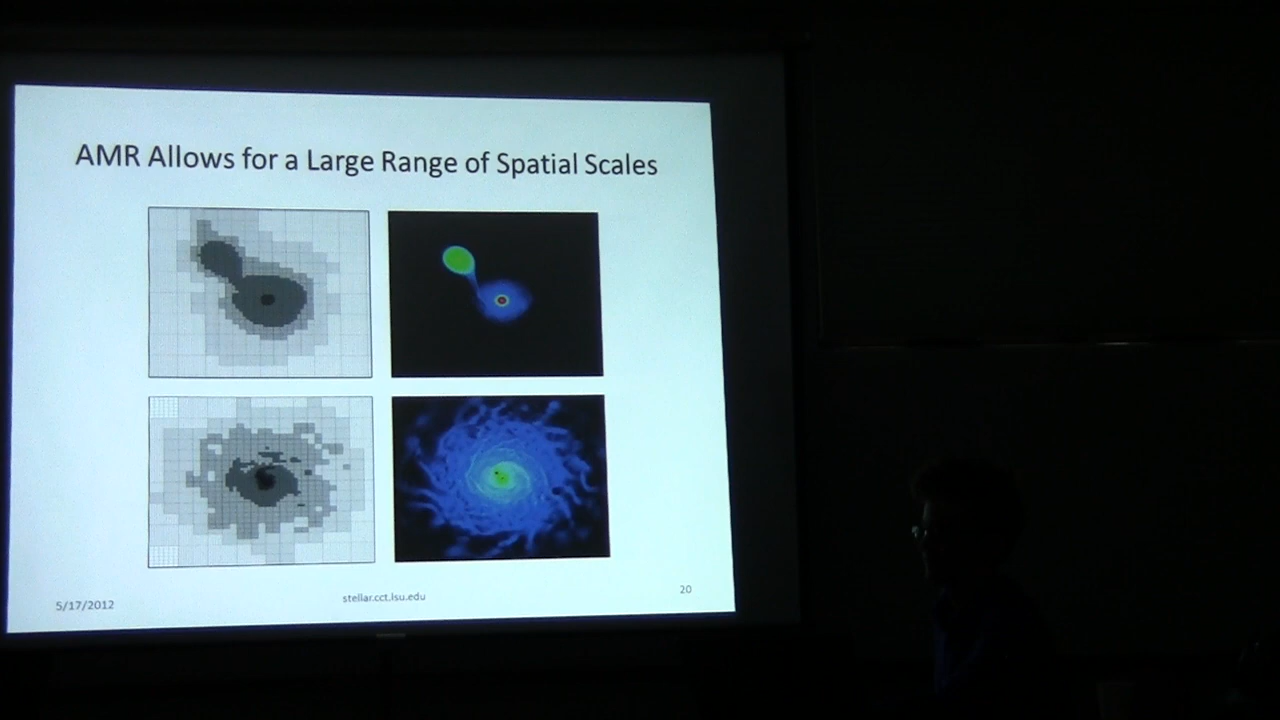 AMR Allows for a Large Range of Spatial Scales
5/17/2012
stellar.cct.lsu.edu
20